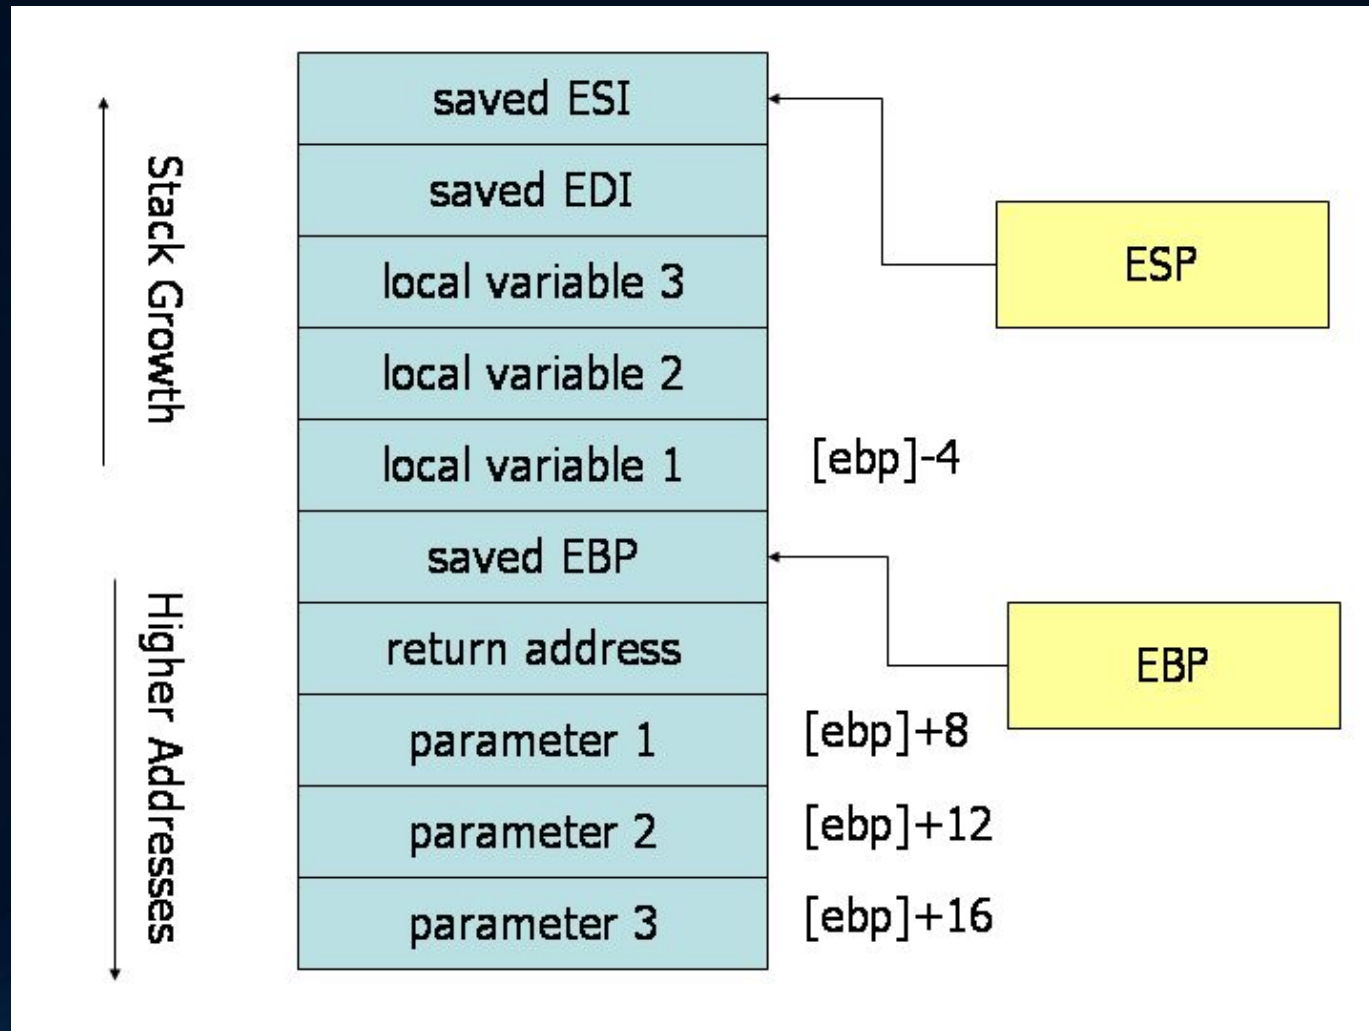 saved ESI
saved EDI
local variable 3
local variable 2
local variable 1
saved EBP
return address
parameter 1
parameter 2
parameter 3
Stack Growth
Higher Addresses
ESP
[ebp]-4
EBP
[ebp]+8
[ebp]+12
[ebp]+16